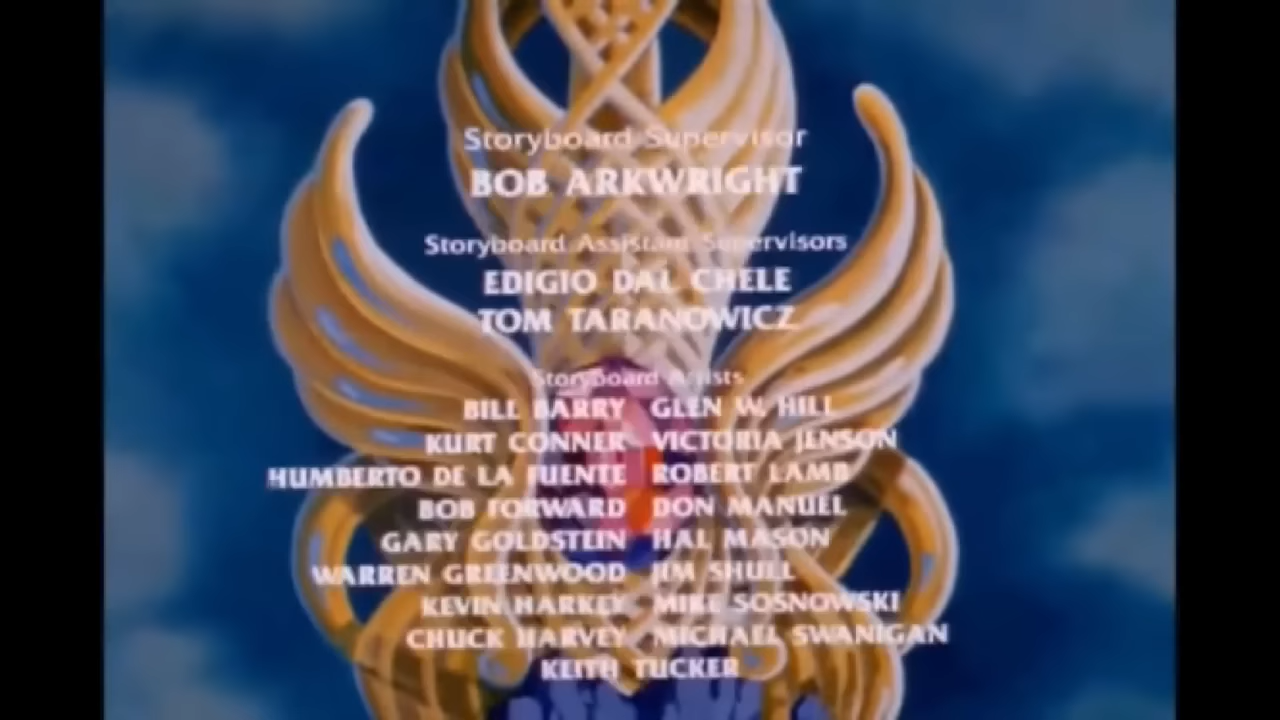 Storyboard Supervisor
BOB ARKWRIGHT
Storyboard Assistant Supervisors
EDIGIO DAL CHELE
TOM TARANOWICZ
Storyboard Artists
BILL BARRY GLEN W. HILL
KURT CONNER VICTORIA JENSON
HUMBERTO DE LA FUENTE ROBERT LAMB
BOB FORWARD DON MANUEL
GARY GOLDSTEIN HAL MASON
WARREN GREENWOOD JIM SHULL
KEVIN HARKEY MIKE SOSNOWSKI
CHUCK HARVEY MICHAEL SWANIGAN
KEITH TUCKER